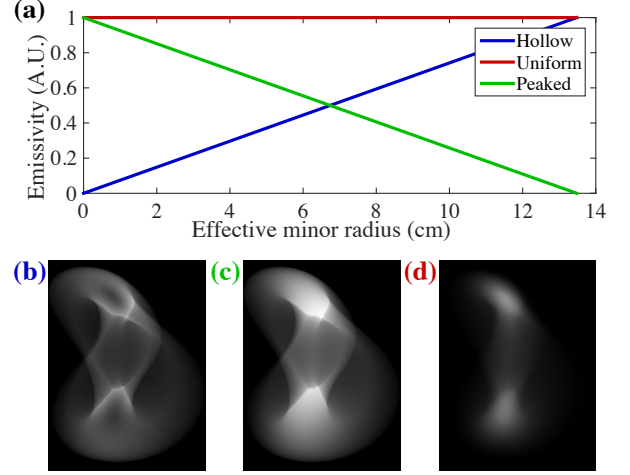 (a)
Emissivity (A.U.)
1
0.8
0.6
0.4
0.2
0
Hollow
Uniform
Peaked
0 2 4 6 8 10 12 14
Effective minor radius (cm)
(b) (c) (d)